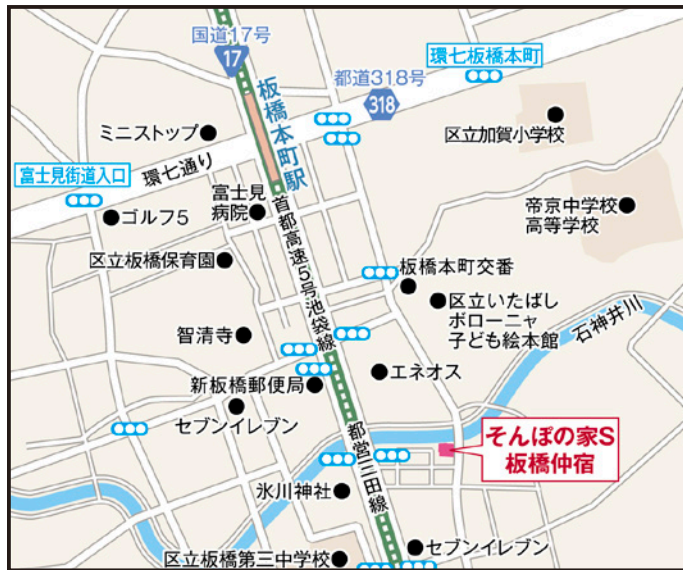 国道17号
17
環七板橋本町
都道318号
318
板橋本町駅
ミニストップ
区立加賀小学校
環七通り
富士見街道入口
富士見
病院
ゴルフ5
帝京中学校
高等学校
首都高速5号池袋線
区立板橋保育園
板橋本町交番
区立いたばし
ボローニャ
子ども絵本館
石神井川
智清寺
エネオス
新板橋郵便局
セブンイレブン
都営三田線
そんぽの家S
板橋仲宿
氷川神社
セブンイレブン
区立板橋第三中学校